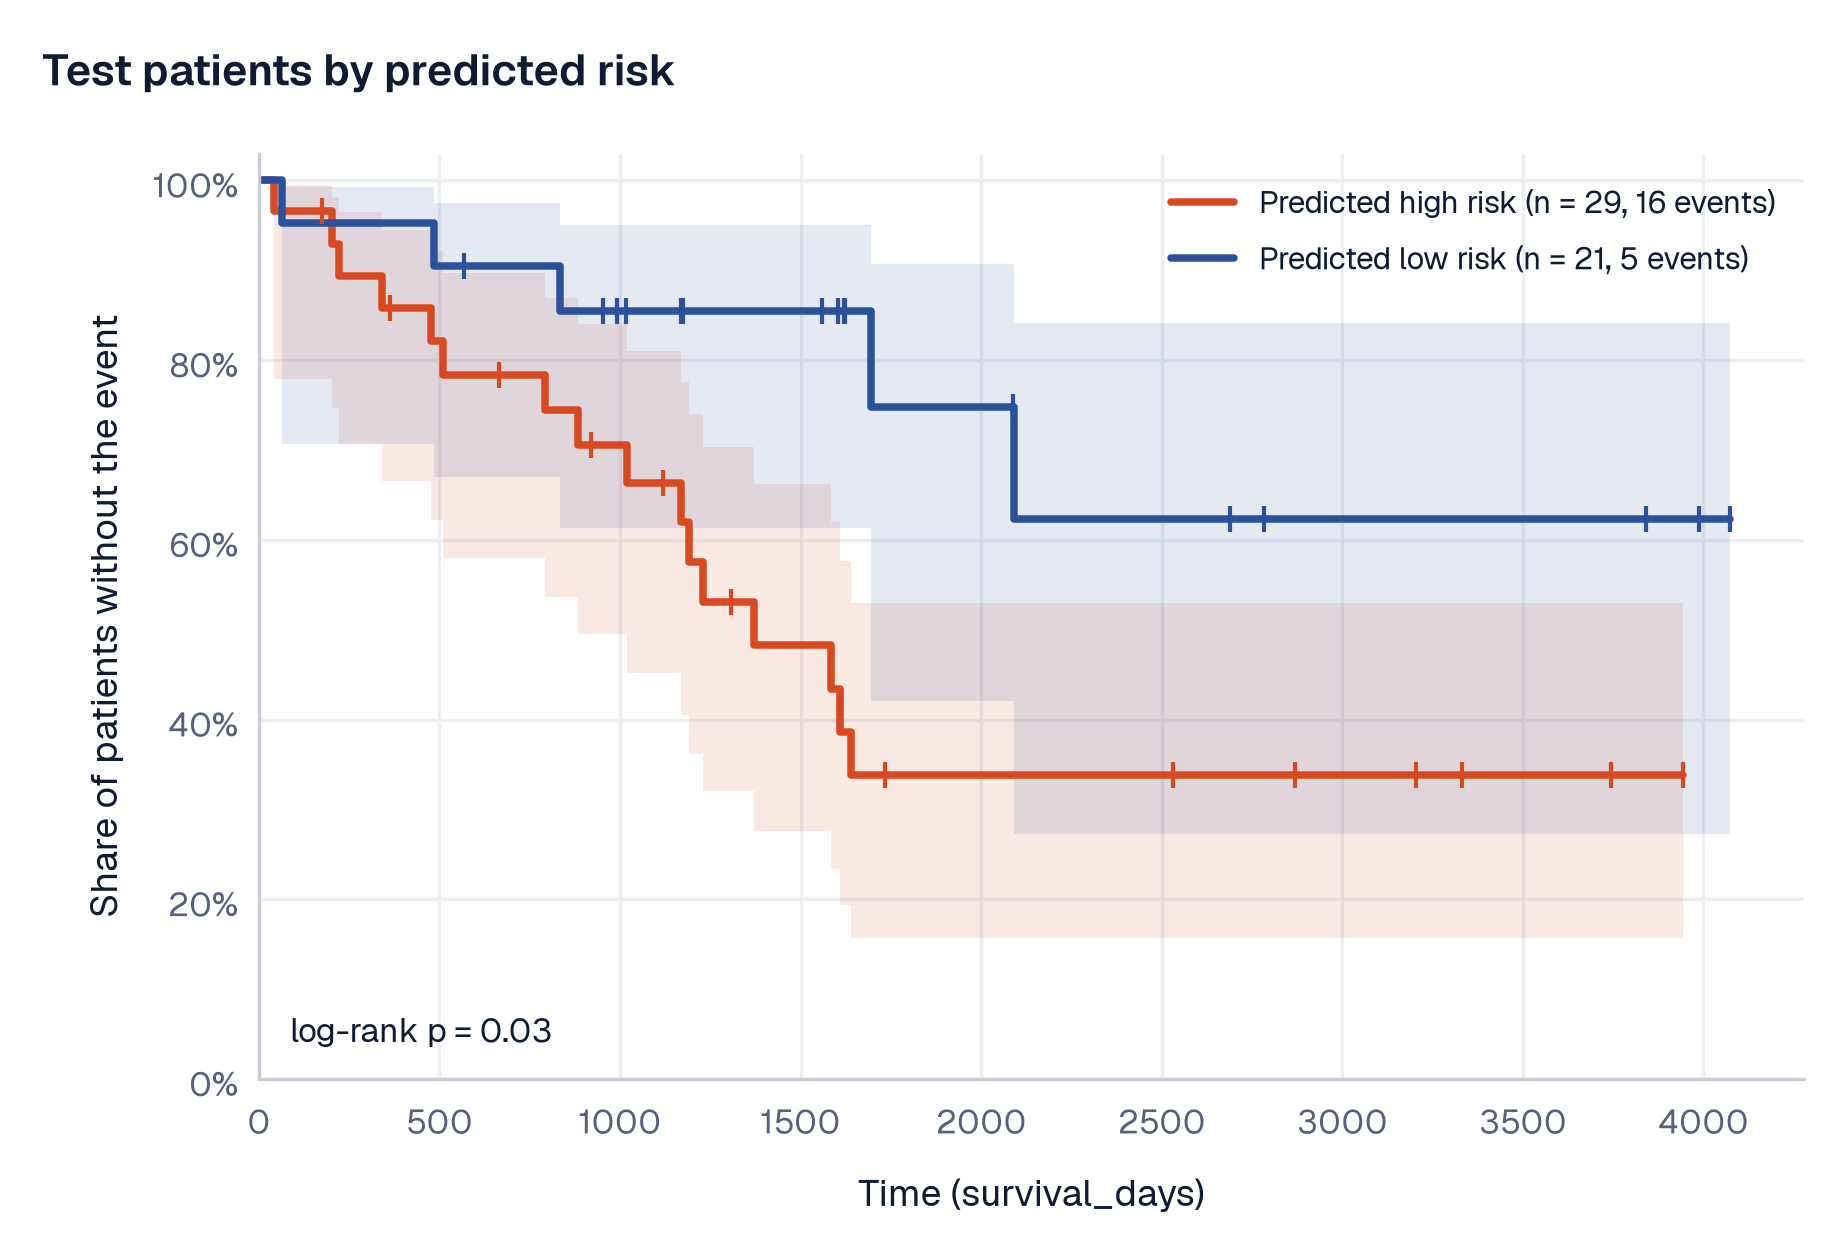 Test patients by predicted risk
Predicted high risk (n = 29, 16 events)
Predicted low risk (n = 21, 5 events)
Share of patients without the event
100%
80%
60%
40%
20%
0%
log-rank p = 0.03
0 500 1000 1500 2000 2500 3000 3500 4000
Time (survival_days)